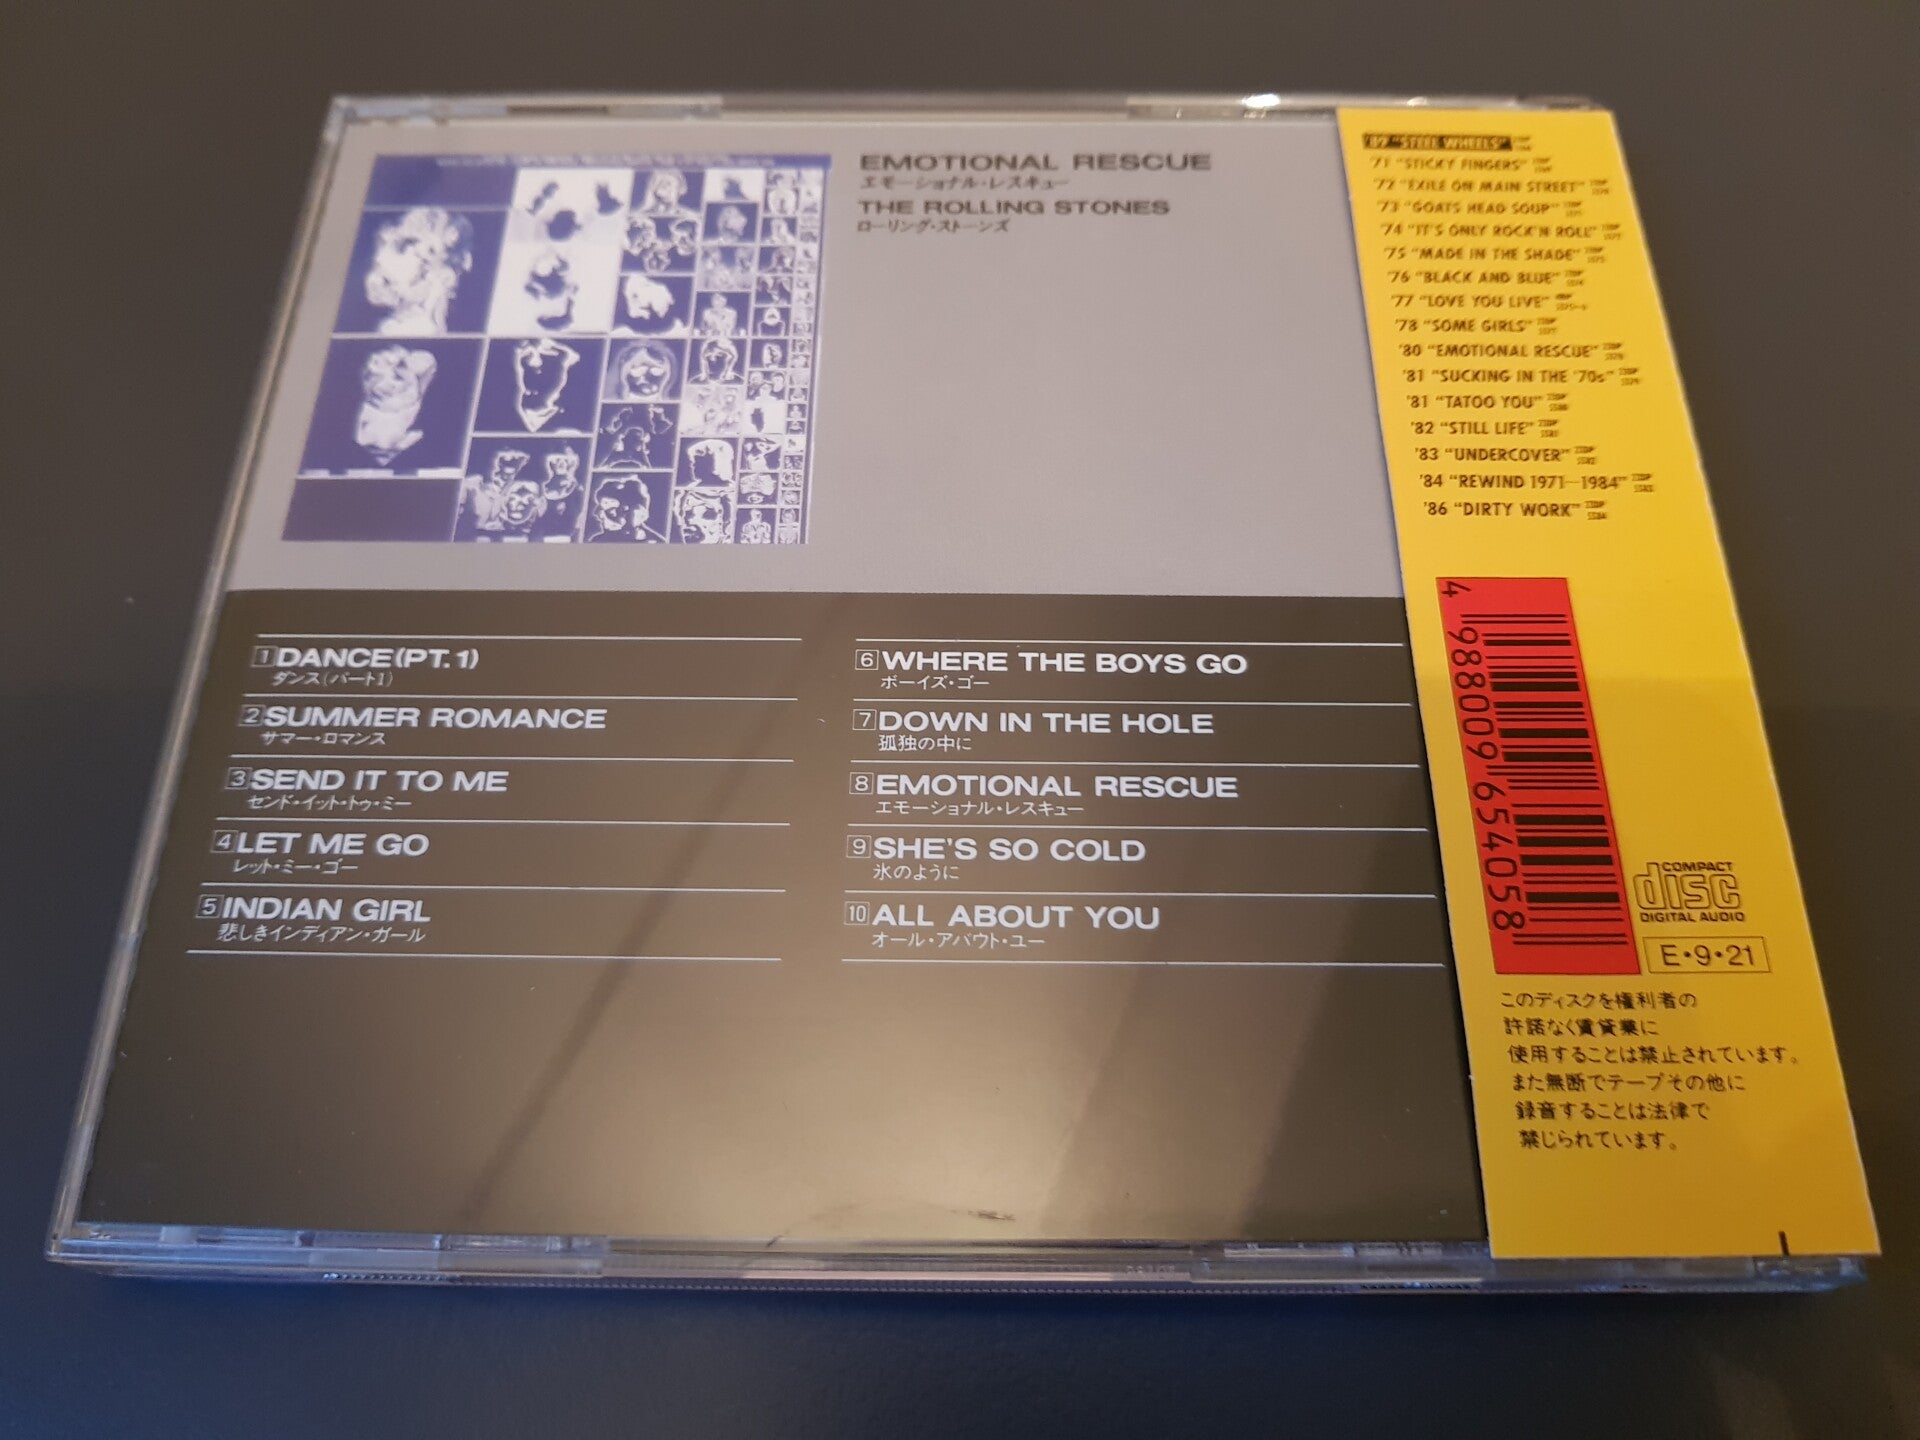 EMOTIONAL RESCUE
エモーショナル・レスキュー
THE ROLLING STONES
ローリング・ストーンズ
1 DANCE(PT.1)
ダンス(パート1)
2 SUMMER ROMANCE
サマー・ロマンス
3 SEND IT TO ME
センド・イット・トゥ・ミー
4 LET ME GO
レット・ミー・ゴー
5 INDIAN GIRL
悲しきインディアン・ガール
6 WHERE THE BOYS GO
ボーイズ・ゴー
7 DOWN IN THE HOLE
孤独の中に
8 EMOTIONAL RESCUE
エモーショナル・レスキュー
9 SHE'S SO COLD
氷のように
10 ALL ABOUT YOU
オール・アバウト・ユー
'89 "STEEL WHEELS"
'71 "STICKY FINGERS"
'72 "EXILE ON MAIN STREET"
'73 "GOATS HEAD SOUP"
'74 "IT'S ONLY ROCK'N ROLL"
'75 "MADE IN THE SHADE"
'76 "BLACK AND BLUE"
'77 "LOVE YOU LIVE"
'78 "SOME GIRLS"
'80 "EMOTIONAL RESCUE"
'81 "SUCKING IN THE '70s"
'81 "TATOO YOU"
'82 "STILL LIFE"
'83 "UNDERCOVER"
'84 "REWIND 1971—1984"
'86 "DIRTY WORK"
4 988009 654058
COMPACT
disc
DIGITAL AUDIO
E・9・21
このディスクを権利者の
許諾なく賃貸業に
使用することは禁止されています。
また無断でテープその他に
録音することは法律で
禁じられています。